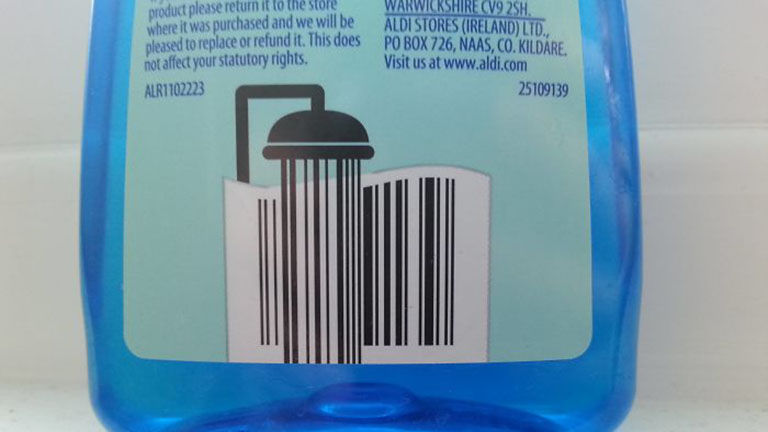 product please return it to the store
where it was purchased and we will be
pleased to replace or refund it. This does
not affect your statutory rights.
ALR1102223
WARWICKSHIRE CV9 2SH.
ALDI STORES (IRELAND) LTD.,
PO BOX 726, NAAS, CO. KILDARE.
Visit us at www.aldi.com
25109139